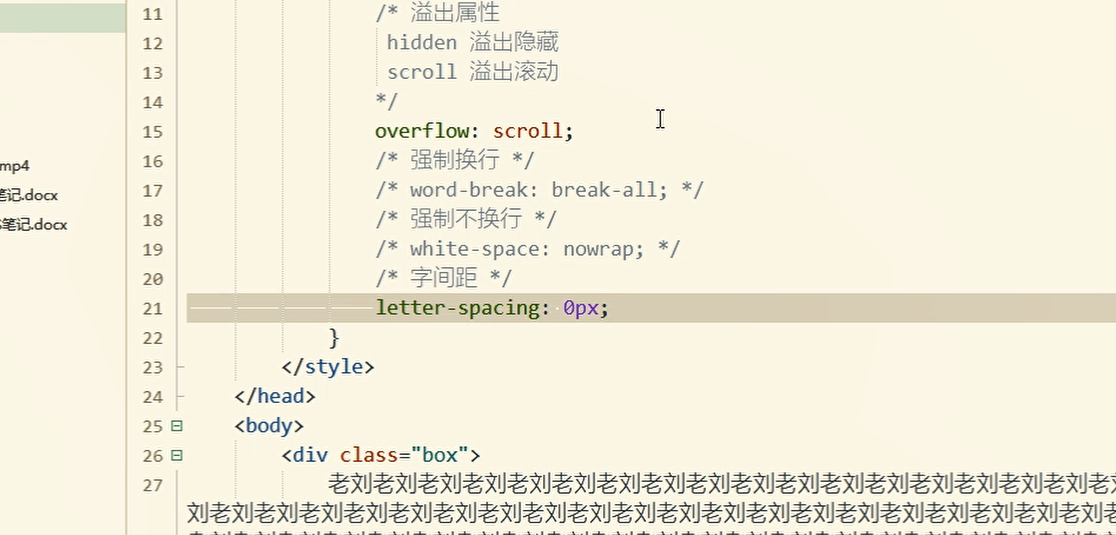 11 /* 溢出属性
12 hidden 溢出隐藏
13 scroll 溢出滚动
14 */
15 overflow: scroll;
mp4
16 /* 强制换行 */
笔记.docx
17 /* word-break: break-all; */
笔记.docx
18 /* 强制不换行 */
19 /* white-space: nowrap; */
20 /* 字间距 */
21 letter-spacing: 0px;
22 }
23 </style>
24 </head>
25 <body>
26 <div class="box">
27 老刘老刘老刘老刘老刘老刘老刘老刘老刘老刘老刘老刘老刘老刘老刘老刘老刘老
刘老刘老刘老刘老刘老刘老刘老刘老刘老刘老刘老刘老刘老刘老刘老刘老刘老刘老刘老刘老刘